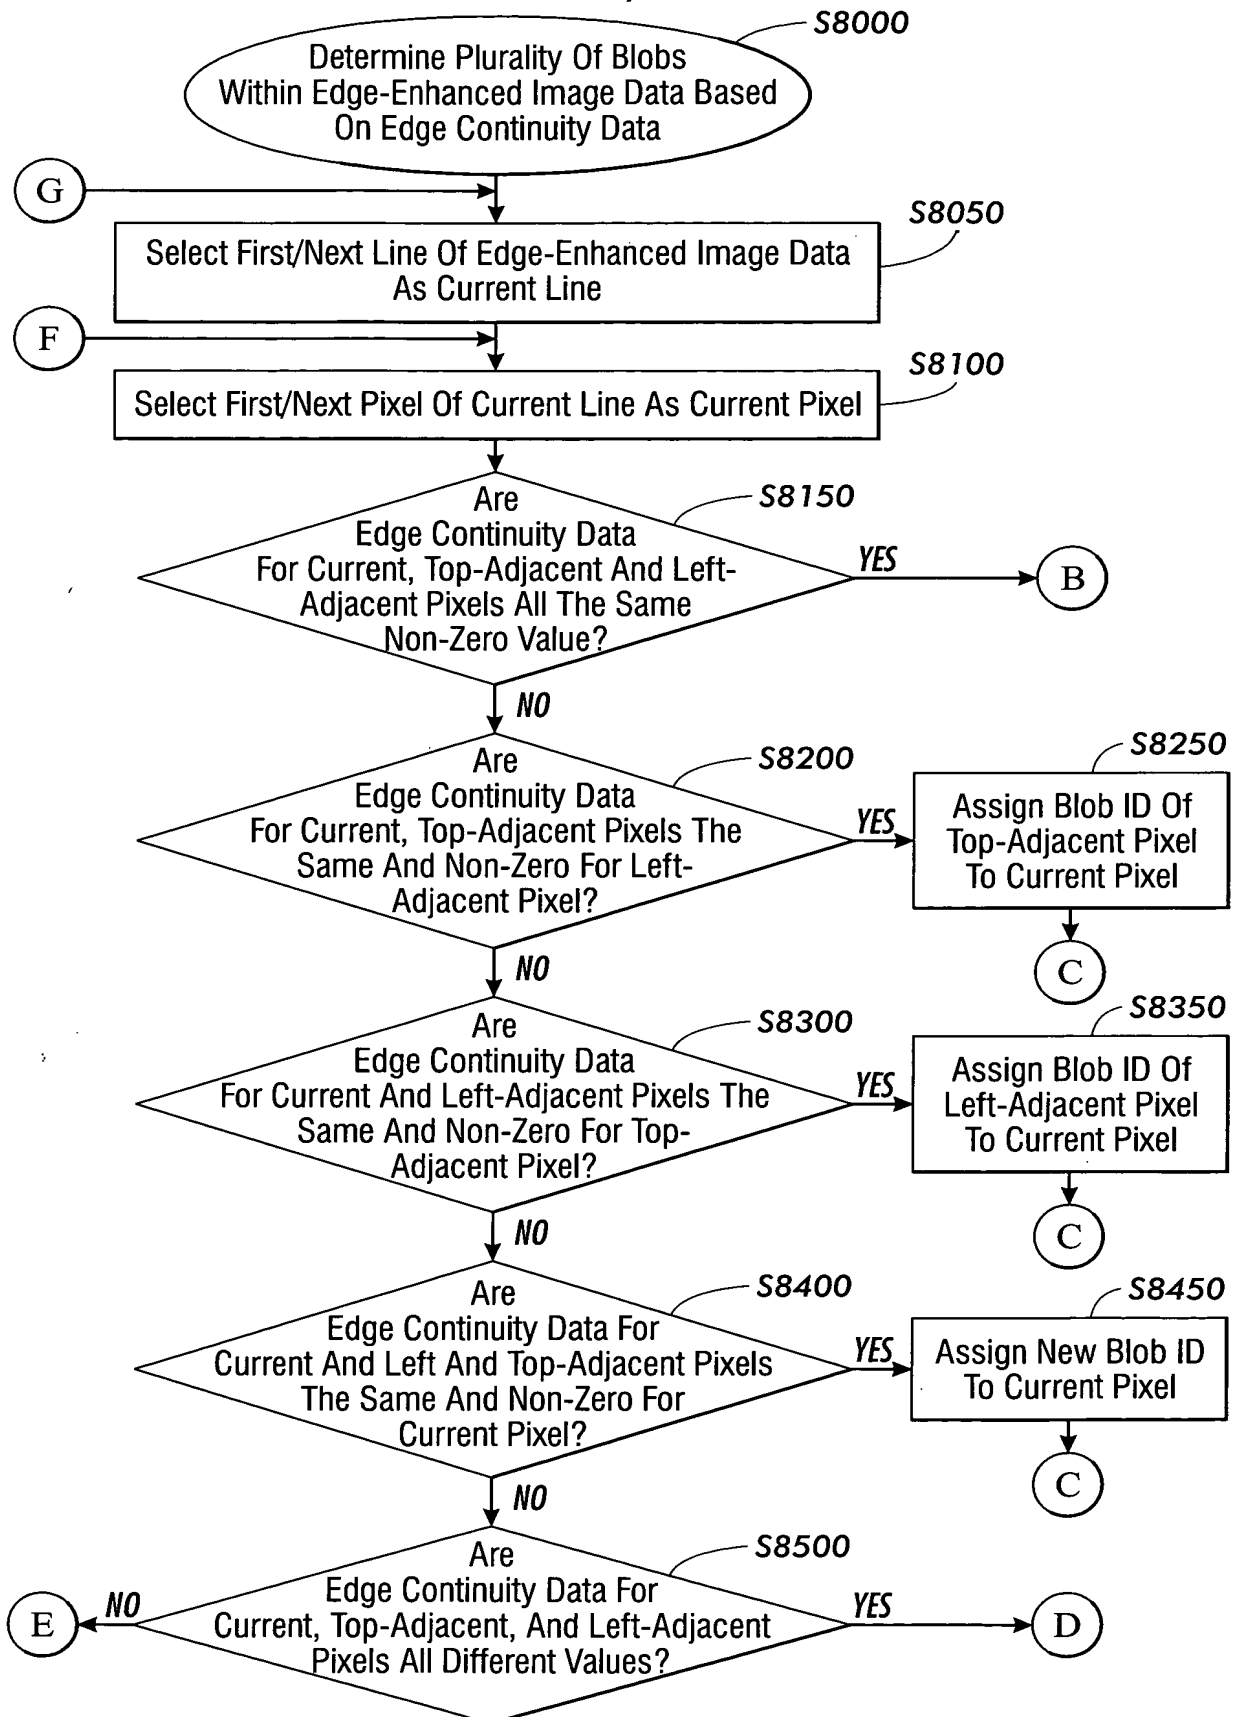 S8000
Determine Plurality Of Blobs
Within Edge-Enhanced Image Data Based
On Edge Continuity Data
G
S8050
Select First/Next Line Of Edge-Enhanced Image Data
As Current Line
F
S8100
Select First/Next Pixel Of Current Line As Current Pixel
S8150
Are
Edge Continuity Data
For Current, Top-Adjacent And Left-
Adjacent Pixels All The Same
Non-Zero Value?
YES
B
NO
S8200
Are
Edge Continuity Data
For Current, Top-Adjacent Pixels The
Same And Non-Zero For Left-
Adjacent Pixel?
YES
S8250
Assign Blob ID Of
Top-Adjacent Pixel
To Current Pixel
C
NO
S8300
Are
Edge Continuity Data
For Current And Left-Adjacent Pixels The
Same And Non-Zero For Top-
Adjacent Pixel?
YES
S8350
Assign Blob ID Of
Left-Adjacent Pixel
To Current Pixel
C
NO
S8400
Are
Edge Continuity Data For
Current And Left And Top-Adjacent Pixels
The Same And Non-Zero For
Current Pixel?
YES
S8450
Assign New Blob ID
To Current Pixel
C
NO
S8500
Are
Edge Continuity Data For
Current, Top-Adjacent, And Left-Adjacent
Pixels All Different Values?
NO
E
YES
D